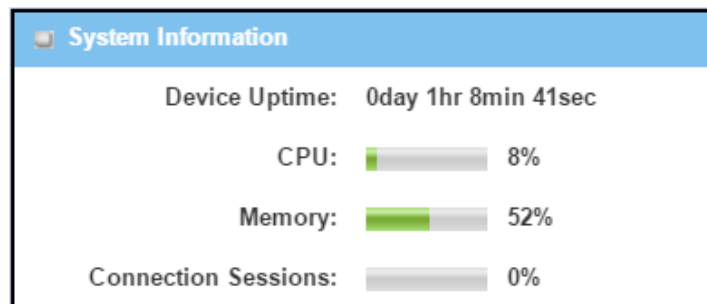 System Information
Device Uptime: 0day 1hr 8min 41sec
CPU: 8%
Memory: 52%
Connection Sessions: 0%